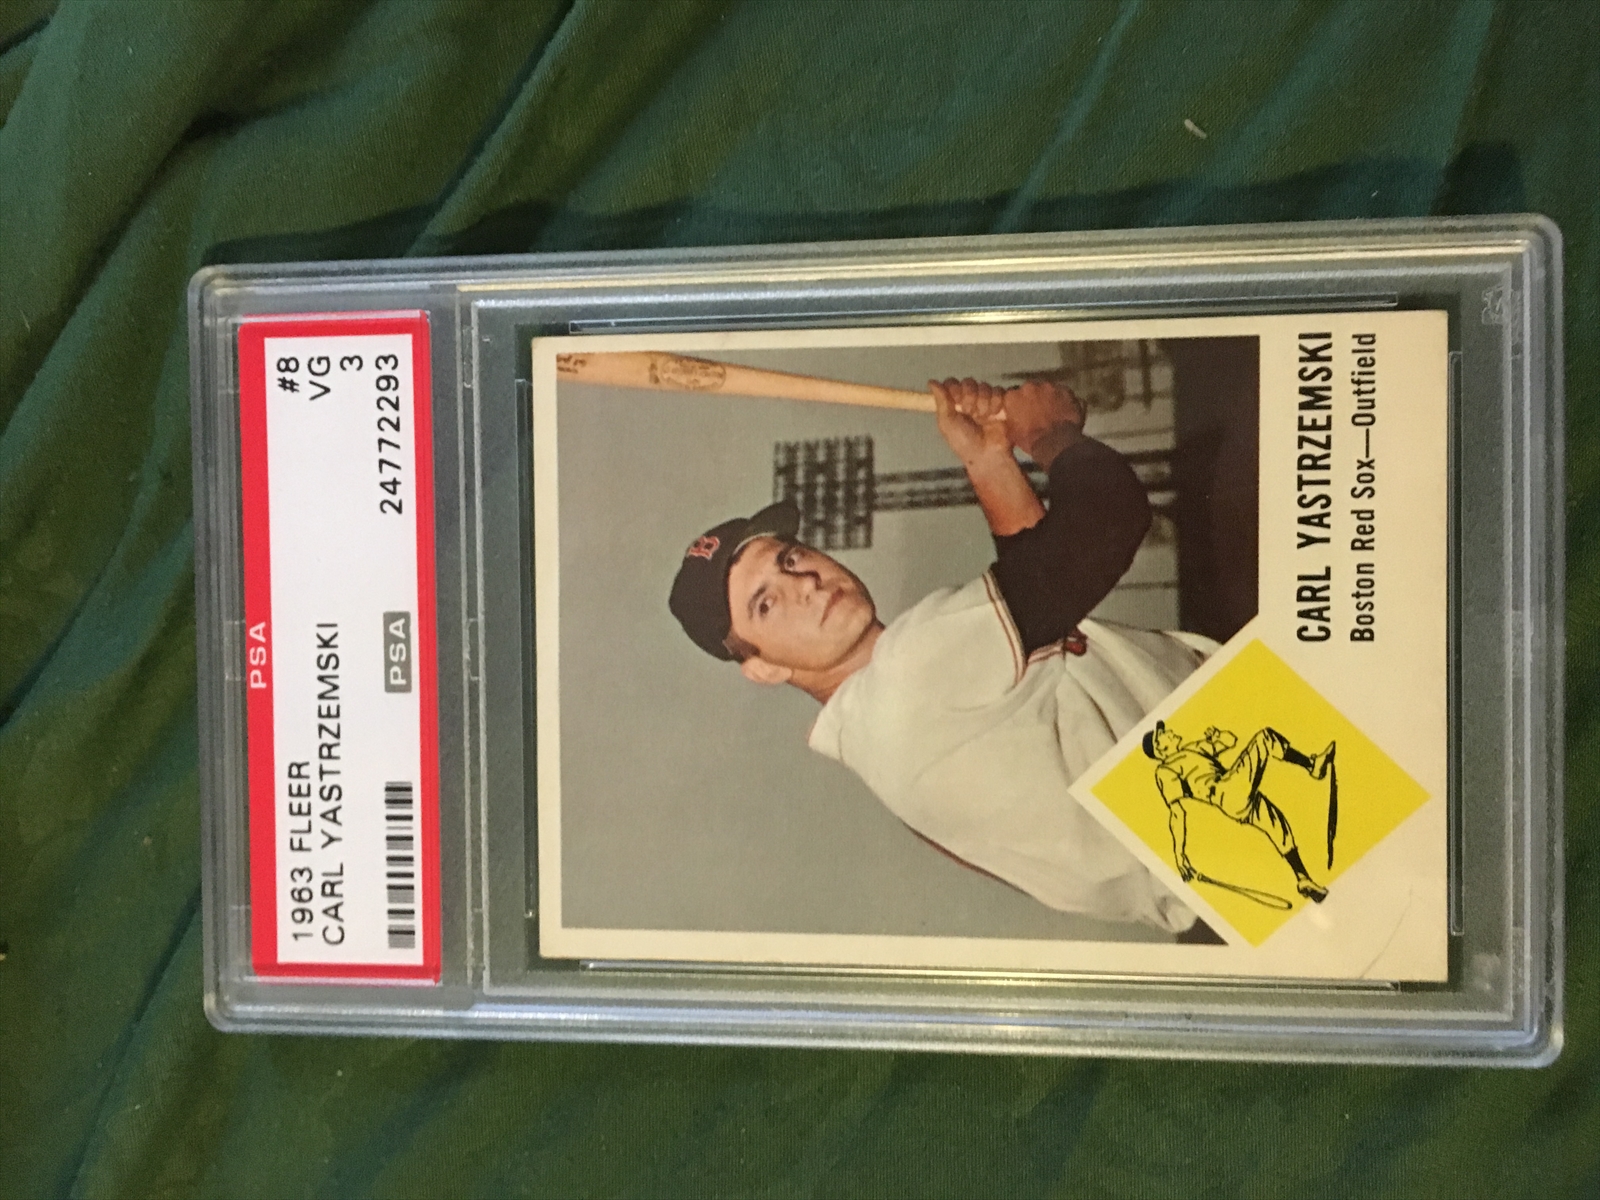 PSA
1963 FLEER #8
CARL YASTRZEMSKI VG
3
PSA 24772293
B
CARL YASTRZEMSKI
Boston Red Sox—Outfield